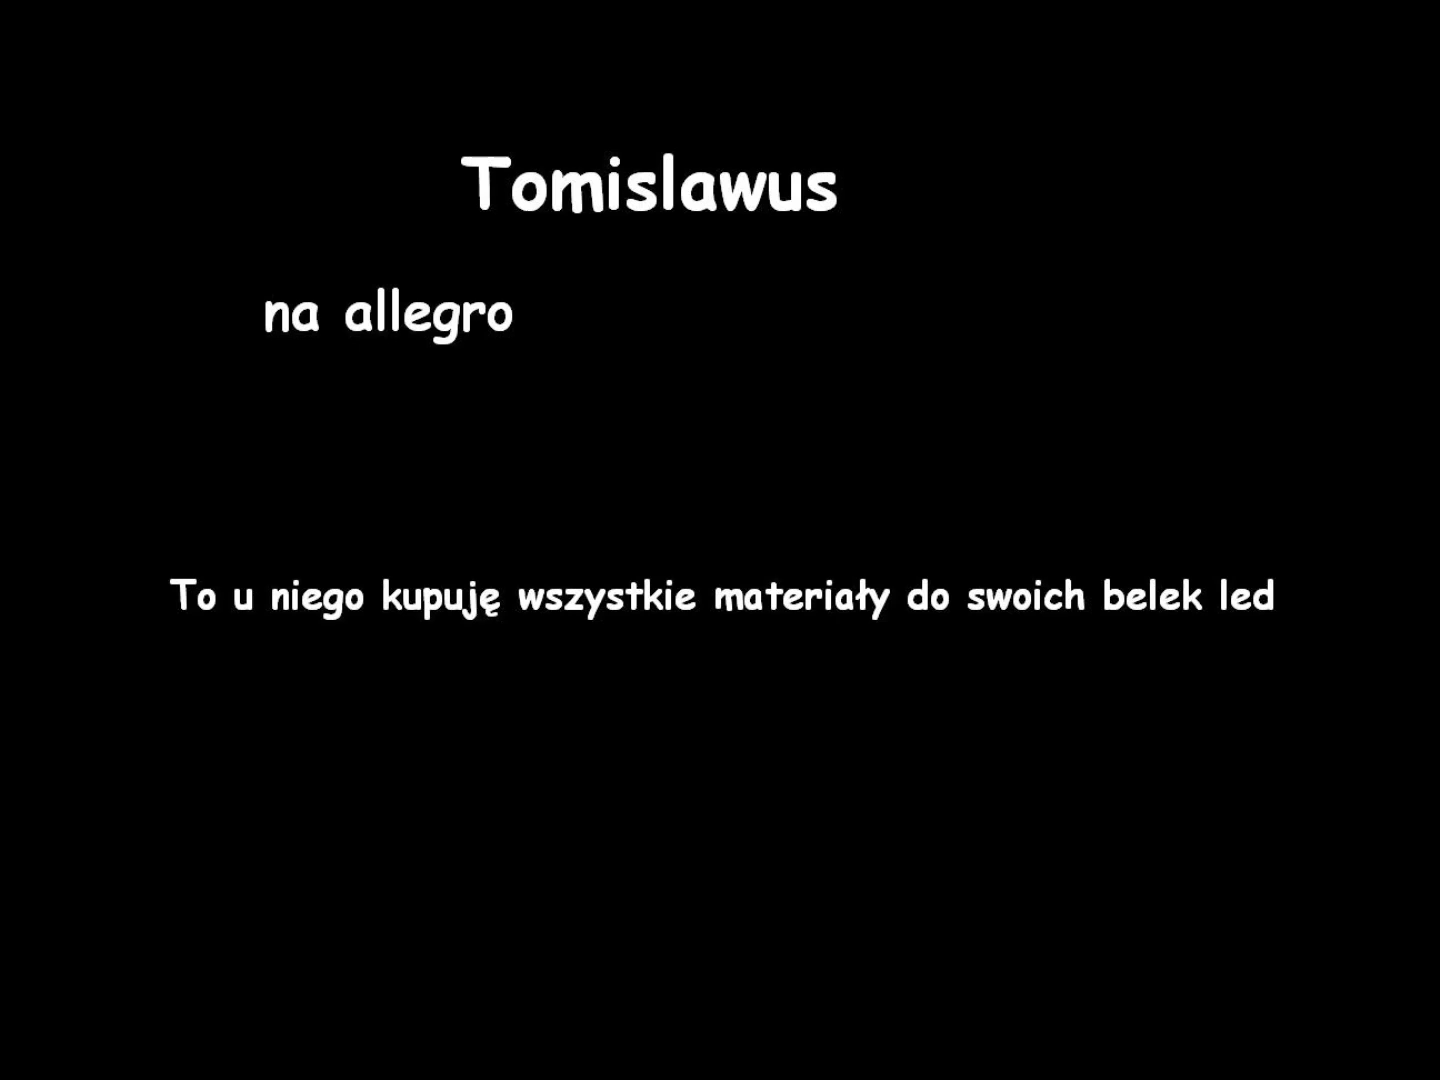 Tomislawus
na allegro
To u niego kupuję wszystkie materiały do swoich belek led